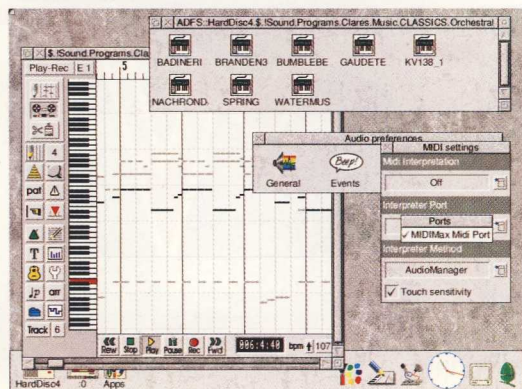 ADFS::HardDisc4.$.!Sound.Programs.Clares.Music.CLASSICS.Orchestral
$.!Sound.Programs.Cla
Play-Rec E 1 5
BADINERI BRANDEN3 BUMBLEBE GAUDETE KV138_1
NACHROND SPRING WATERMUS
Audio preferences
MIDI settings
Midi Interpretation
Beep!
General Events
Off
Interpreter Port
Ports
✓ MIDIMax Midi Port
Interpreter Method
AudioManager
✓ Touch sensitivity
4
pat
T
arr
Track 6
Rew Stop Play Pause Rec Fwd 006:4:40 bpm 107
HardDisc4 :0 Apps